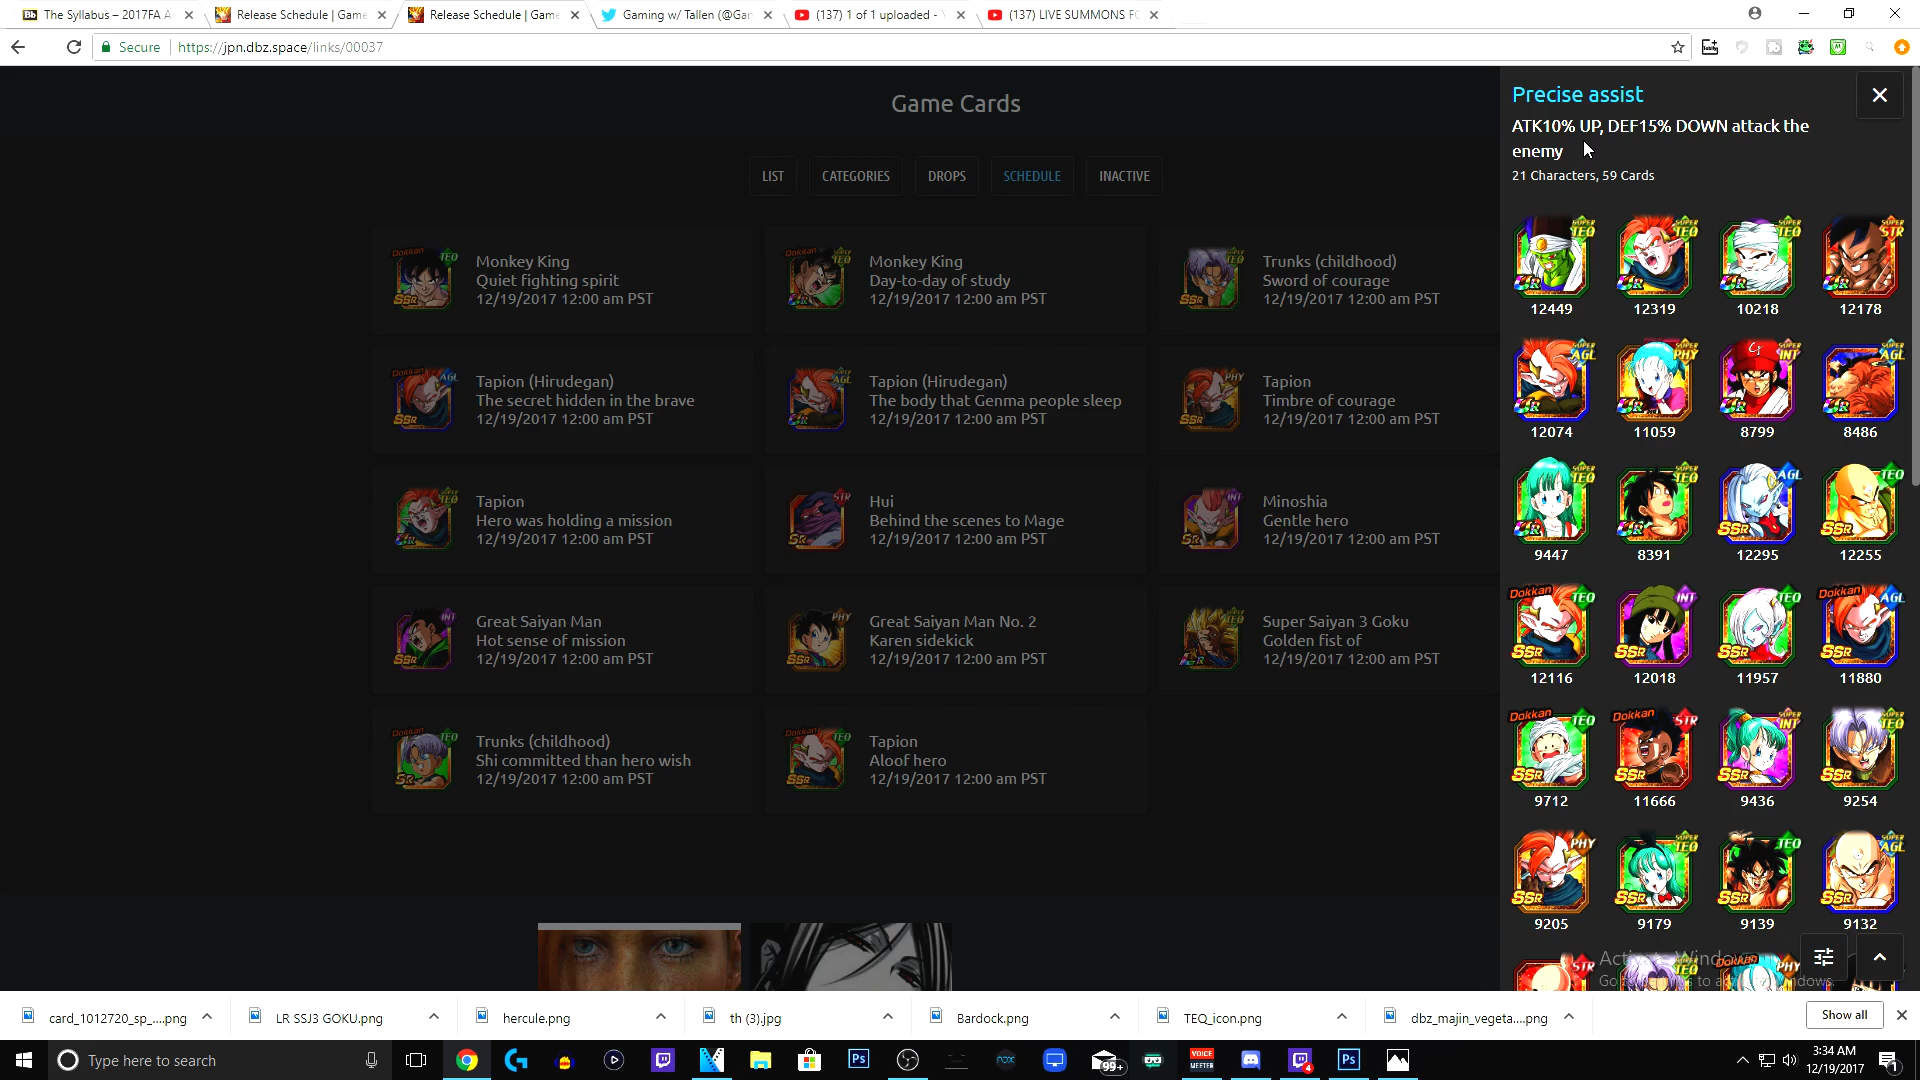 The Syllabus – 2017FA A
Release Schedule | Game
Release Schedule | Game
Gaming w/ Tallen (@Gar
(137) 1 of 1 uploaded -
(137) LIVE SUMMONS FO
Secure
https://jpn.dbz.space/links/00037
Game Cards
LIST
CATEGORIES
DROPS
SCHEDULE
INACTIVE
Monkey King
Quiet fighting spirit
12/19/2017 12:00 am PST
Monkey King
Day-to-day of study
12/19/2017 12:00 am PST
Trunks (childhood)
Sword of courage
12/19/2017 12:00 am PST
Tapion (Hirudegan)
The secret hidden in the brave
12/19/2017 12:00 am PST
Tapion (Hirudegan)
The body that Genma people sleep
12/19/2017 12:00 am PST
Tapion
Timbre of courage
12/19/2017 12:00 am PST
Tapion
Hero was holding a mission
12/19/2017 12:00 am PST
Hui
Behind the scenes to Mage
12/19/2017 12:00 am PST
Minoshia
Gentle hero
12/19/2017 12:00 am PST
Great Saiyan Man
Hot sense of mission
12/19/2017 12:00 am PST
Great Saiyan Man No. 2
Karen sidekick
12/19/2017 12:00 am PST
Super Saiyan 3 Goku
Golden fist of
12/19/2017 12:00 am PST
Trunks (childhood)
Shi committed than hero wish
12/19/2017 12:00 am PST
Tapion
Aloof hero
12/19/2017 12:00 am PST
Precise assist
ATK10% UP, DEF15% DOWN attack the
enemy
21 Characters, 59 Cards
12449 12319 10218 12178
12074 11059 8799 8486
9447 8391 12295 12255
12116 12018 11957 11880
9712 11666 9436 9254
9205 9179 9139 9132
card_1012720_sp_....png
LR SSJ3 GOKU.png
hercule.png
th (3).jpg
Bardock.png
TEQ_icon.png
dbz_majin_vegeta....png
Show all
Type here to search
99+
VOICE
MEETER
4
3:34 AM
12/19/2017
1